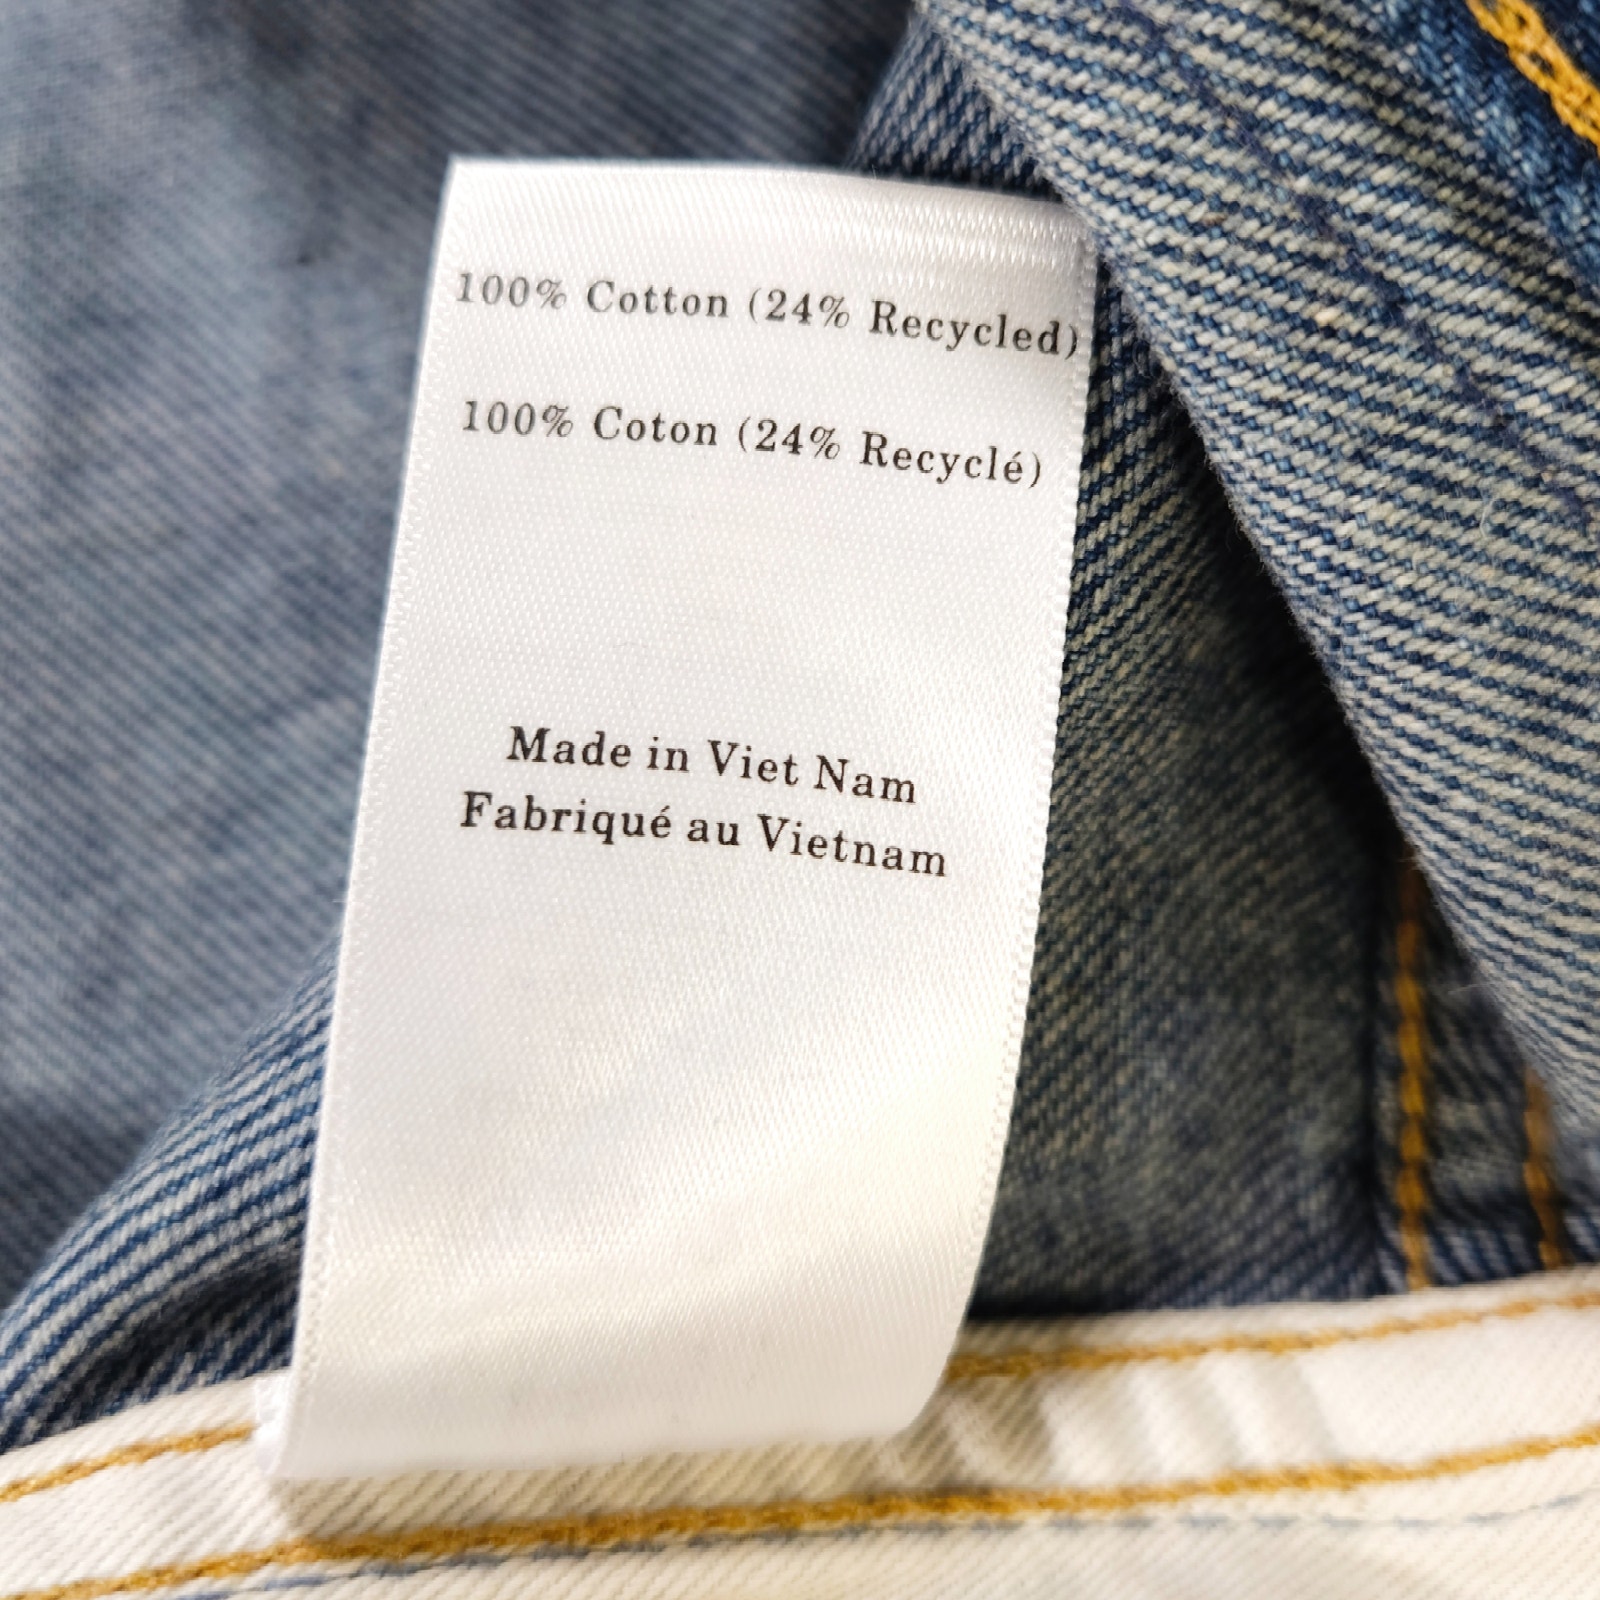 100% Cotton (24% Recycled)
100% Coton (24% Recyclé)
Made in Viet Nam
Fabriqué au Vietnam